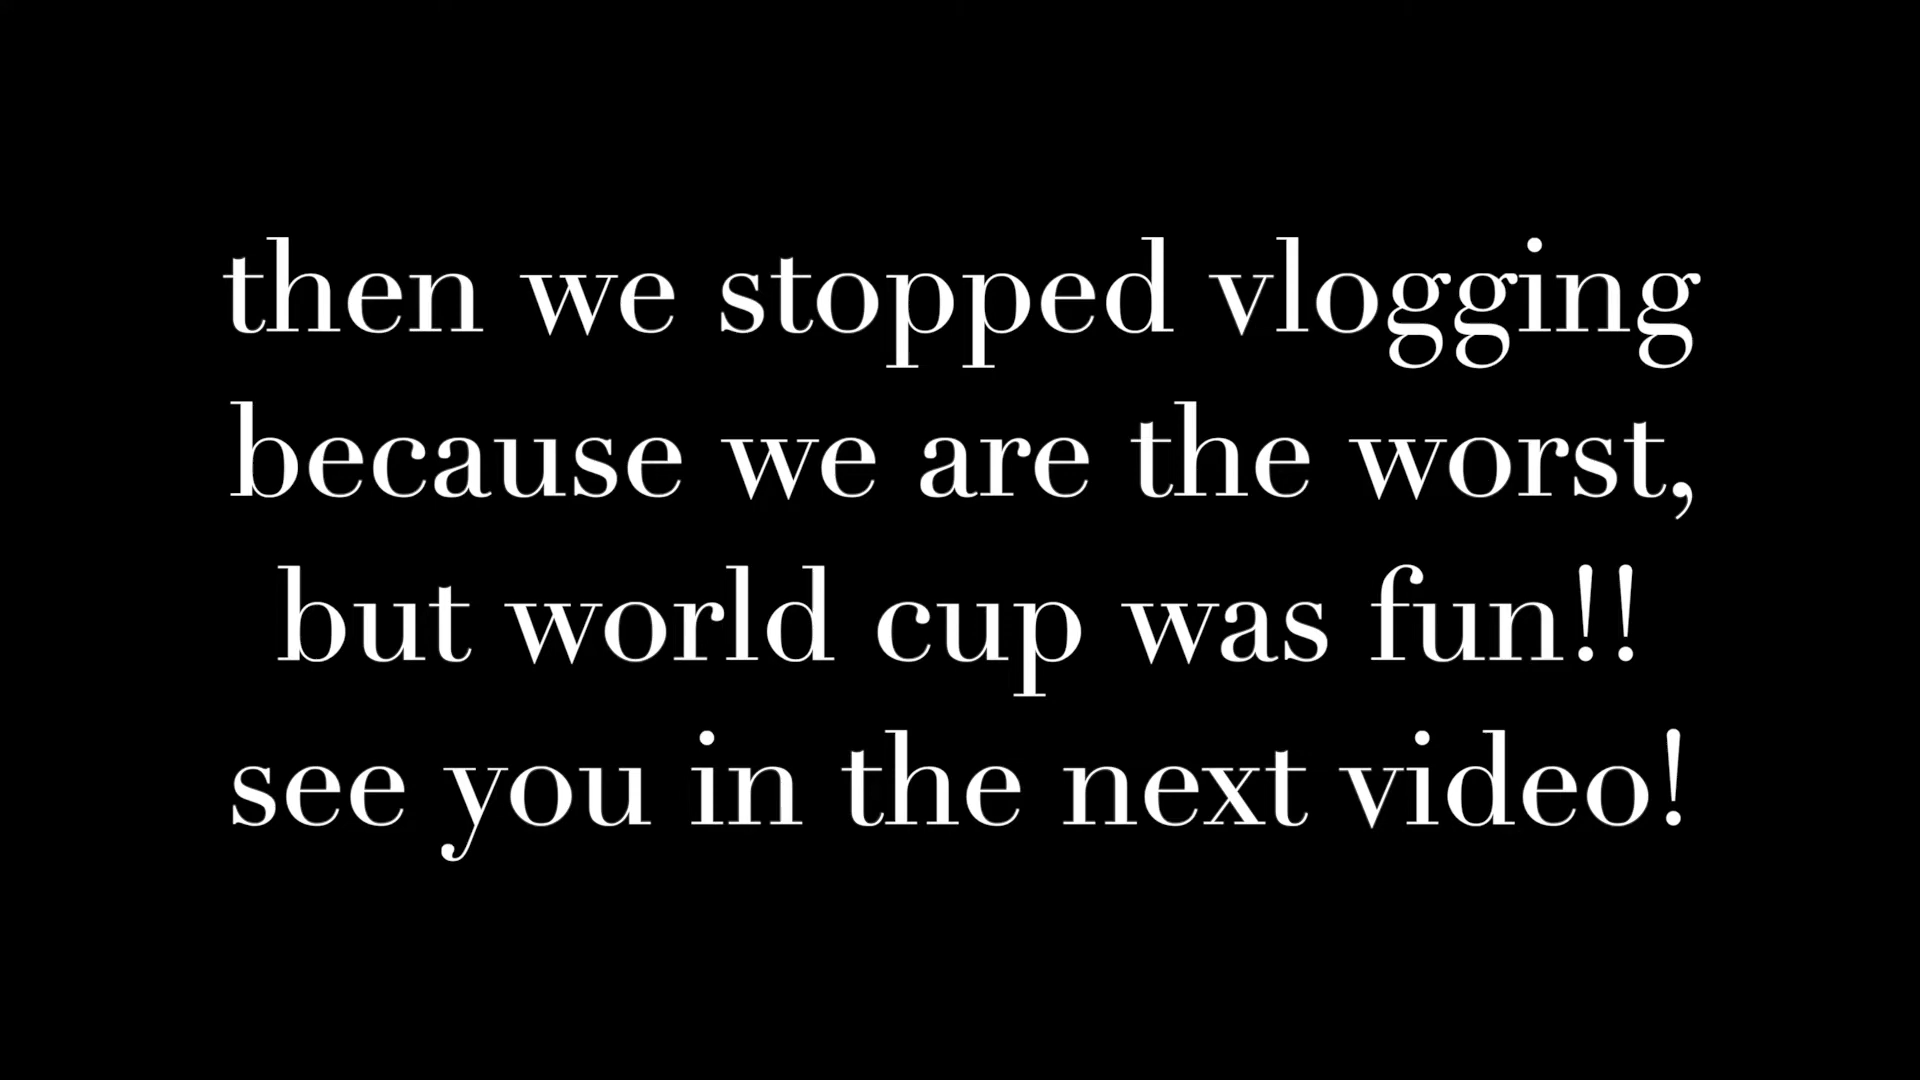 then we stopped vlogging
because we are the worst,
but world cup was fun!!
see you in the next video!